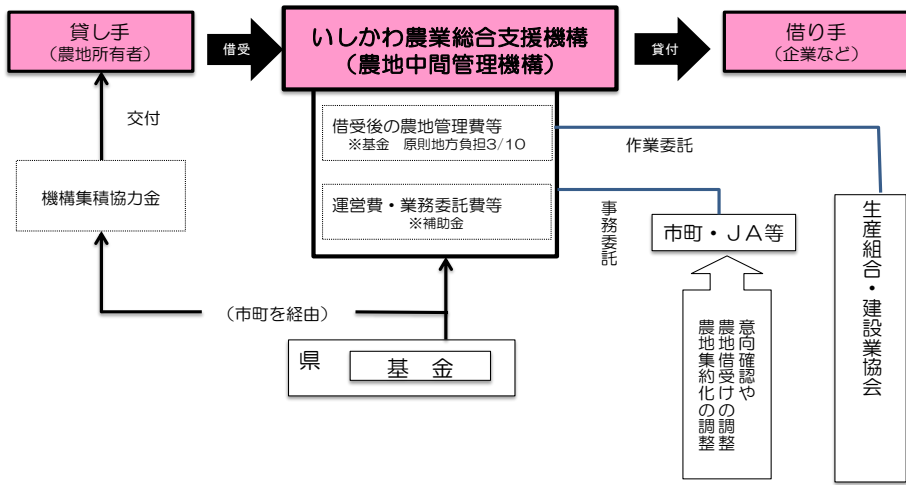 貸し手
（農地所有者）
借受
いしかわ農業総合支援機構
（農地中間管理機構）
貸付
借り手
（企業など）
交付
機構集積協力金
借受後の農地管理費等
※基金　原則地方負担3/10
運営費・業務委託費等
※補助金
作業委託
事務委託
市町・ＪＡ等
生産組合・建設業協会
意向確認や
農地借受けの調整
農地集約化の調整
（市町を経由）
県
基　金